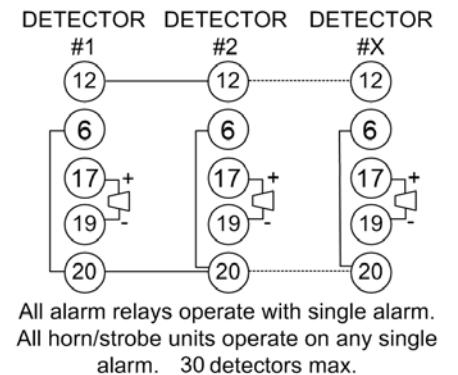 DETECTOR DETECTOR DETECTOR
#1 #2 #X
12 12 12
6 6 6
17 + 17 + 17 +
19 - 19 - 19 -
20 20 20
All alarm relays operate with single alarm.
All horn/strobe units operate on any single
alarm. 30 detectors max.